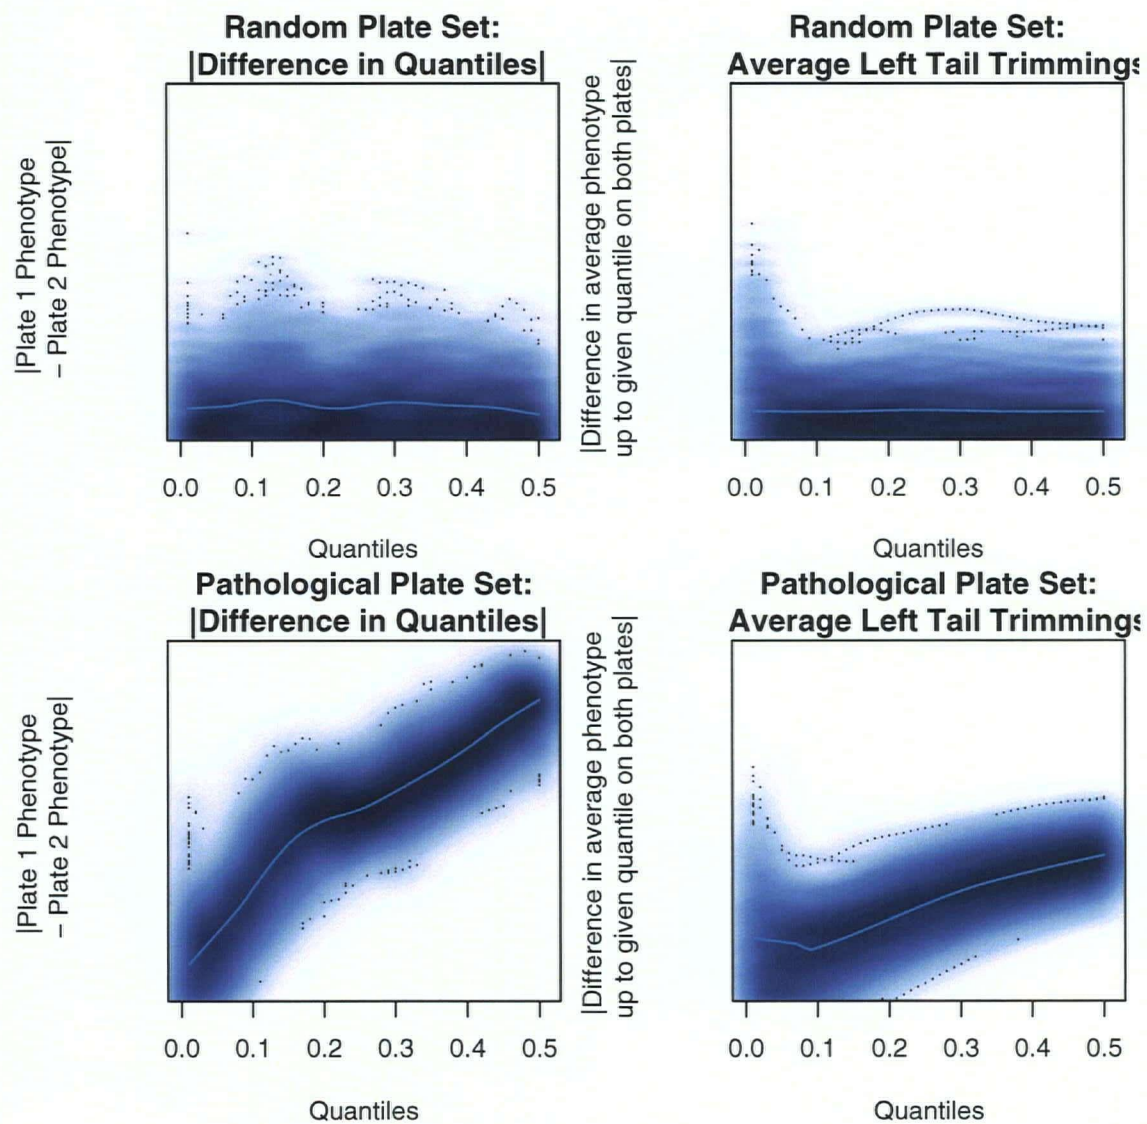 Random Plate Set:
|Difference in Quantiles|
|Plate 1 Phenotype
– Plate 2 Phenotype|
0.0 0.1 0.2 0.3 0.4 0.5
Quantiles
Random Plate Set:
Average Left Tail Trimmings
|Difference in average phenotype
up to given quantile on both plates|
0.0 0.1 0.2 0.3 0.4 0.5
Quantiles
Pathological Plate Set:
|Difference in Quantiles|
|Plate 1 Phenotype
– Plate 2 Phenotype|
0.0 0.1 0.2 0.3 0.4 0.5
Quantiles
Pathological Plate Set:
Average Left Tail Trimmings
|Difference in average phenotype
up to given quantile on both plates|
0.0 0.1 0.2 0.3 0.4 0.5
Quantiles